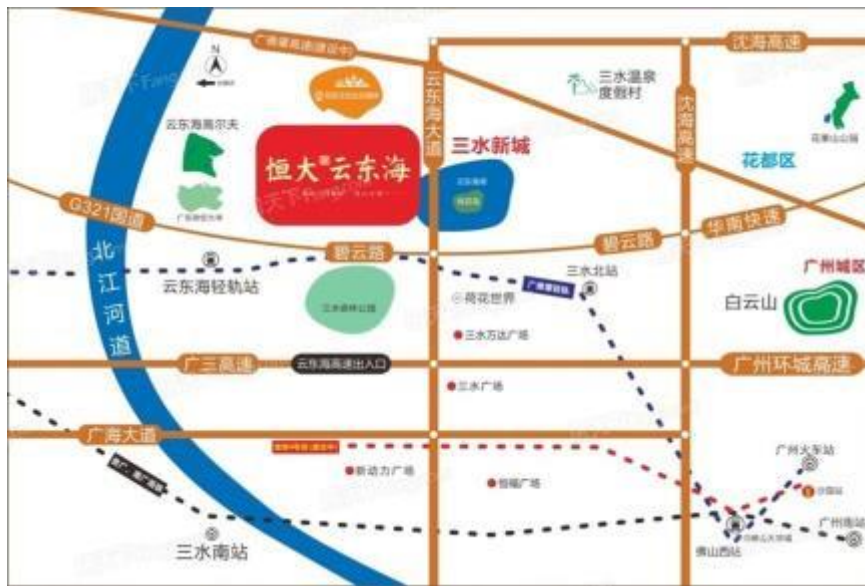 沈海高速
N
云东海大道
三水温泉
度假村
沈海高速
云东海高尔夫
恒大云东海
三水新城
花都区
G321国道
碧云路
碧云路
华南快速
北江河道
云东海轻轨站
三水北站
广州城区
荷花世界
白云山
三水万达广场
广三高速
云东海高速出入口
广州环城高速
三水广场
广海大道
新动力广场
恒福广场
广州火车站
三水南站
佛山西站
广州南站